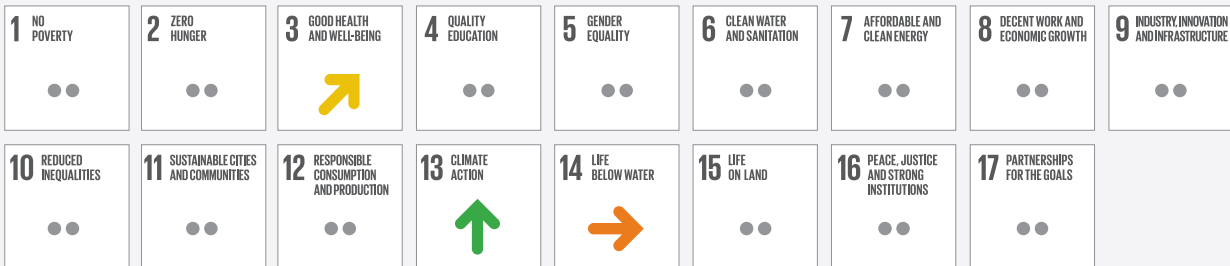 1 NO
POVERTY
2 ZERO
HUNGER
3 GOOD HEALTH
AND WELL-BEING
4 QUALITY
EDUCATION
5 GENDER
EQUALITY
6 CLEAN WATER
AND SANITATION
7 AFFORDABLE AND
CLEAN ENERGY
8 DECENT WORK AND
ECONOMIC GROWTH
9 INDUSTRY, INNOVATION
AND INFRASTRUCTURE
10 REDUCED
INEQUALITIES
11 SUSTAINABLE CITIES
AND COMMUNITIES
12 RESPONSIBLE
CONSUMPTION
AND PRODUCTION
13 CLIMATE
ACTION
14 LIFE
BELOW WATER
15 LIFE
ON LAND
16 PEACE, JUSTICE
AND STRONG
INSTITUTIONS
17 PARTNERSHIPS
FOR THE GOALS